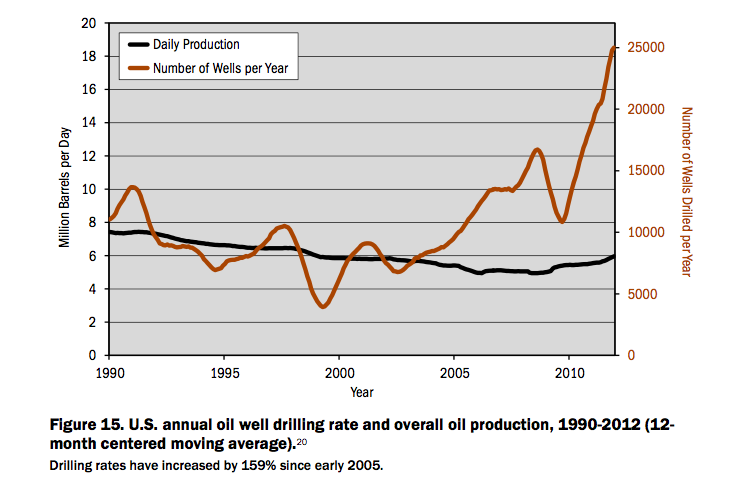 20
18
16
14
12
10
8
6
4
2
0
Million Barrels per Day
Daily Production
Number of Wells per Year
25000
20000
15000
10000
5000
0
Number of Wells Drilled per Year
1990 1995 2000 2005 2010
Year
Figure 15. U.S. annual oil well drilling rate and overall oil production, 1990-2012 (12-
month centered moving average).20
Drilling rates have increased by 159% since early 2005.